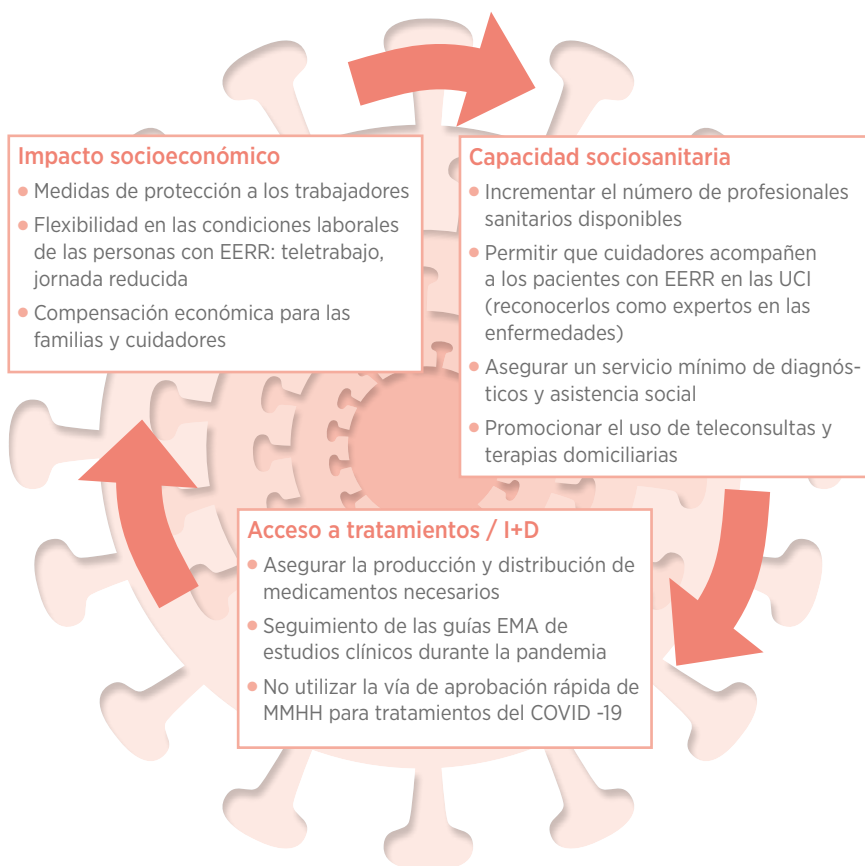 Impacto socioeconómico
• Medidas de protección a los trabajadores
• Flexibilidad en las condiciones laborales
de las personas con EERR: teletrabajo,
jornada reducida
• Compensación económica para las
familias y cuidadores
Capacidad sociosanitaria
• Incrementar el número de profesionales
sanitarios disponibles
• Permitir que cuidadores acompañen
a los pacientes con EERR en las UCI
(reconocerlos como expertos en las
enfermedades)
• Asegurar un servicio mínimo de diagnós-
ticos y asistencia social
• Promocionar el uso de teleconsultas y
terapias domiciliarias
Acceso a tratamientos / I+D
• Asegurar la producción y distribución de
medicamentos necesarios
• Seguimiento de las guías EMA de
estudios clínicos durante la pandemia
• No utilizar la vía de aprobación rápida de
MMHH para tratamientos del COVID -19